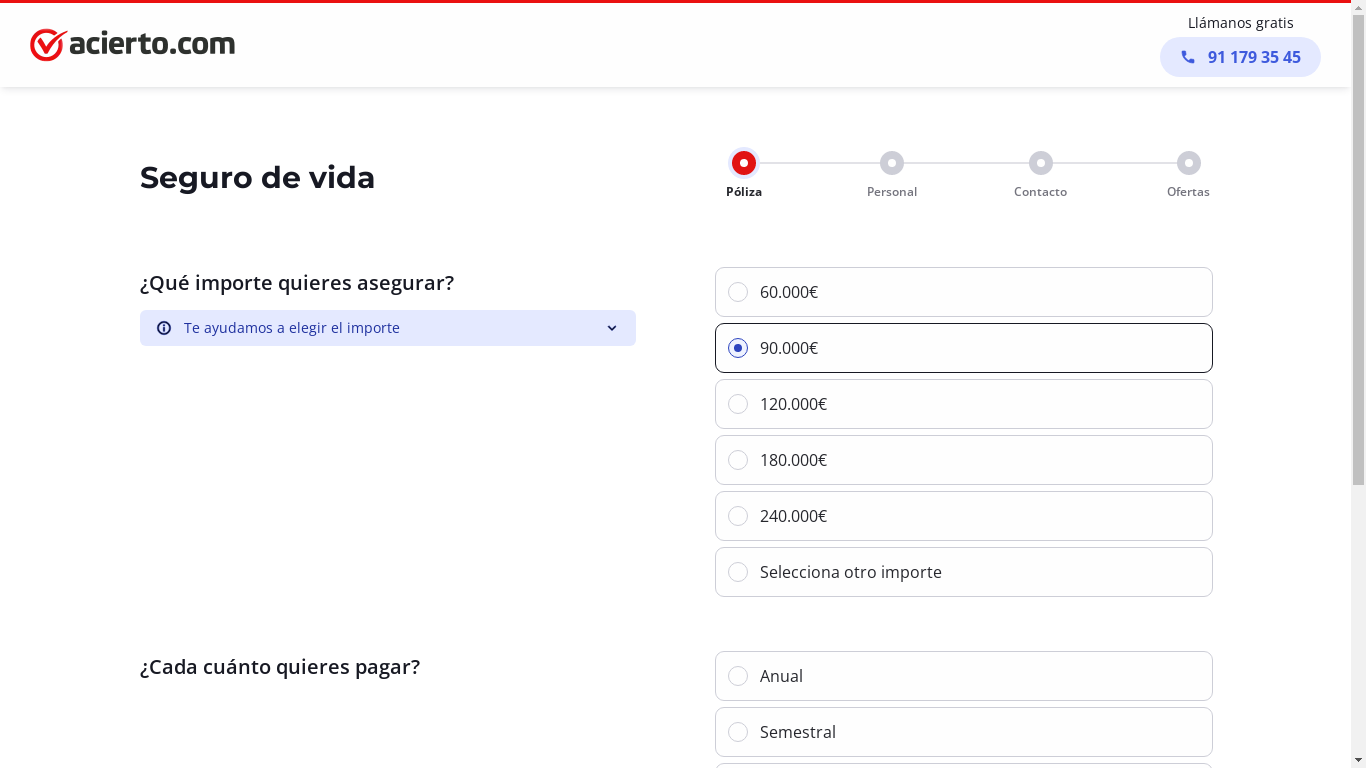 acierto.com
Llámanos gratis
91 179 35 45
Seguro de vida
Póliza
Personal
Contacto
Ofertas
¿Qué importe quieres asegurar?
Te ayudamos a elegir el importe
60.000€
90.000€
120.000€
180.000€
240.000€
Selecciona otro importe
¿Cada cuánto quieres pagar?
Anual
Semestral